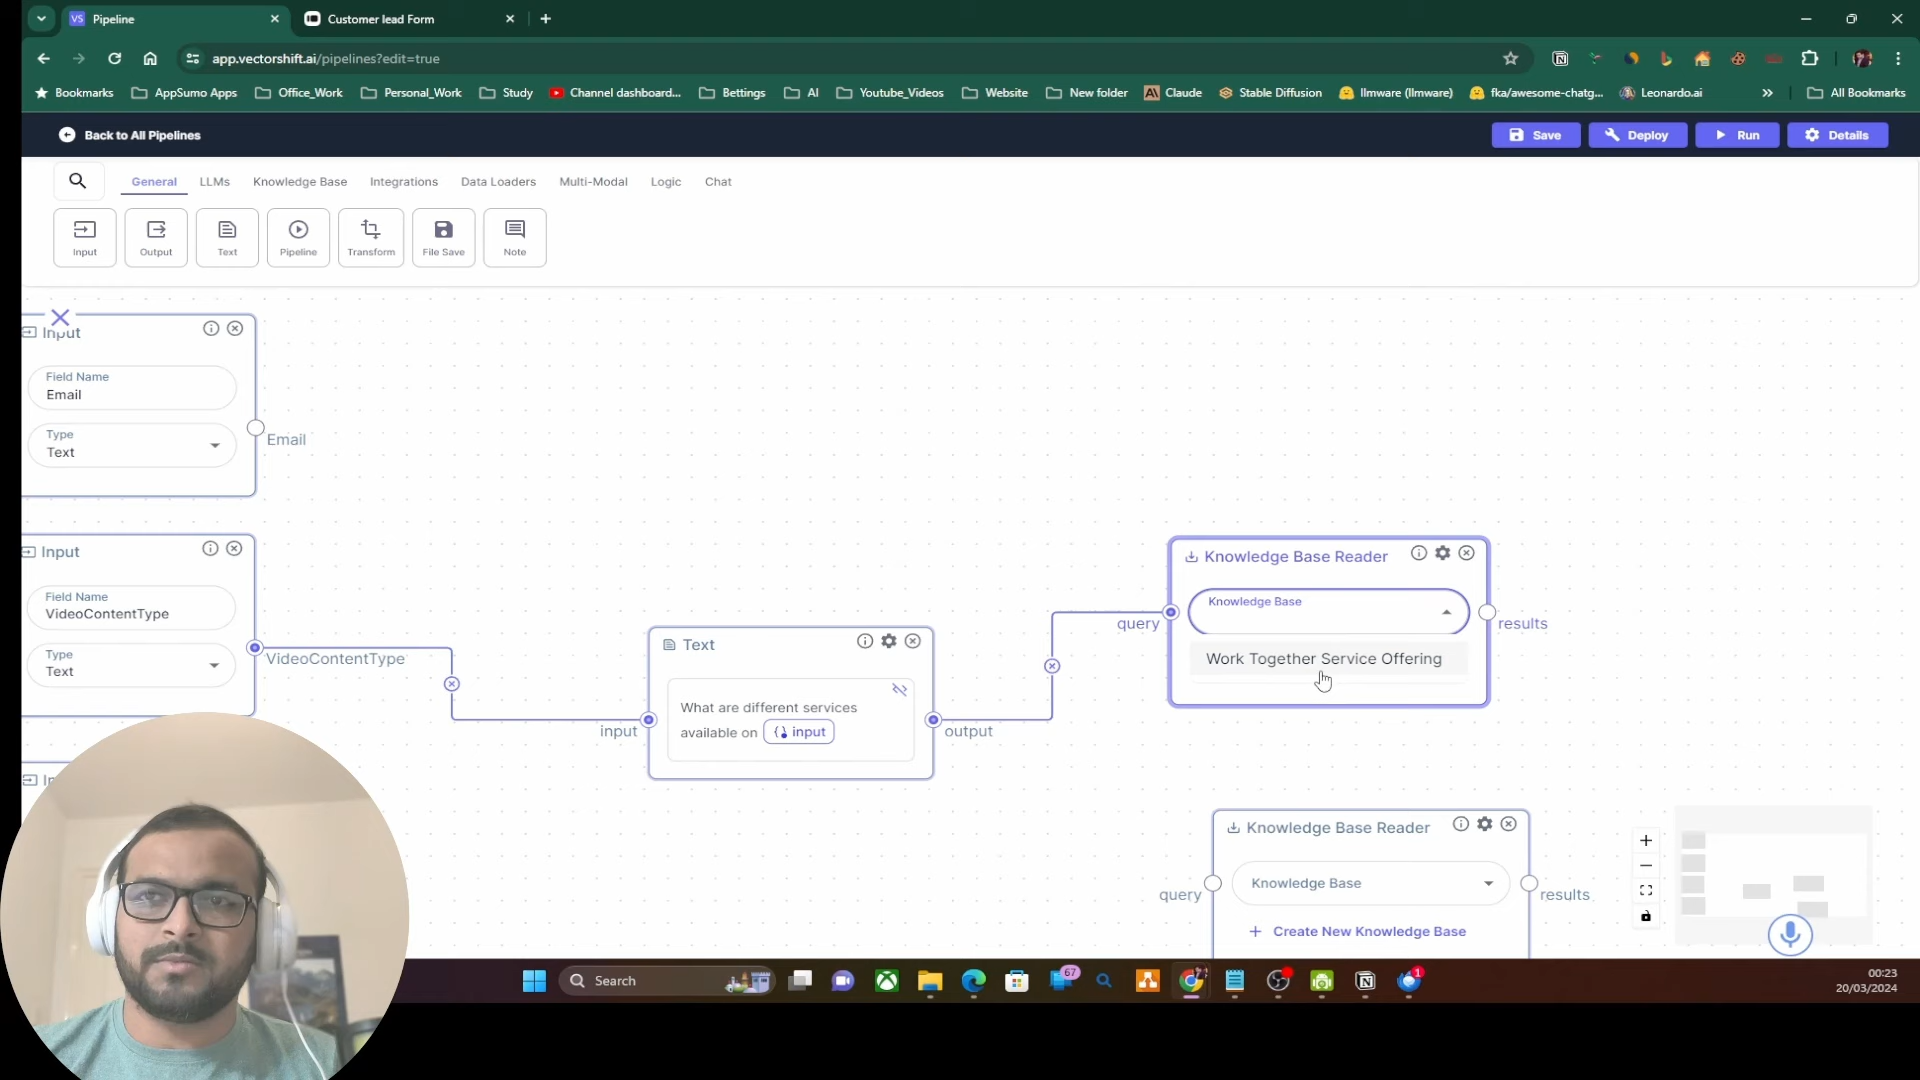 VS Pipeline
Customer lead Form
app.vectorshift.ai/pipelines?edit=true
Bookmarks
AppSumo Apps
Office_Work
Personal_Work
Study
Channel dashboard...
Bettings
AI
Youtube_Videos
Website
New folder
Claude
Stable Diffusion
llmware (llmware)
fka/awesome-chatg...
Leonardo.ai
All Bookmarks
Back to All Pipelines
Save
Deploy
Run
Details
General
LLMs
Knowledge Base
Integrations
Data Loaders
Multi-Modal
Logic
Chat
Input
Output
Text
Pipeline
Transform
File Save
Note
Input
Field Name
Email
Type
Text
Email
Input
Field Name
VideoContentType
Type
Text
VideoContentType
input
Text
What are different services
available on input
output
query
Knowledge Base Reader
Knowledge Base
Work Together Service Offering
results
Knowledge Base Reader
query
Knowledge Base
results
+ Create New Knowledge Base
Search
67
1
00:23
20/03/2024